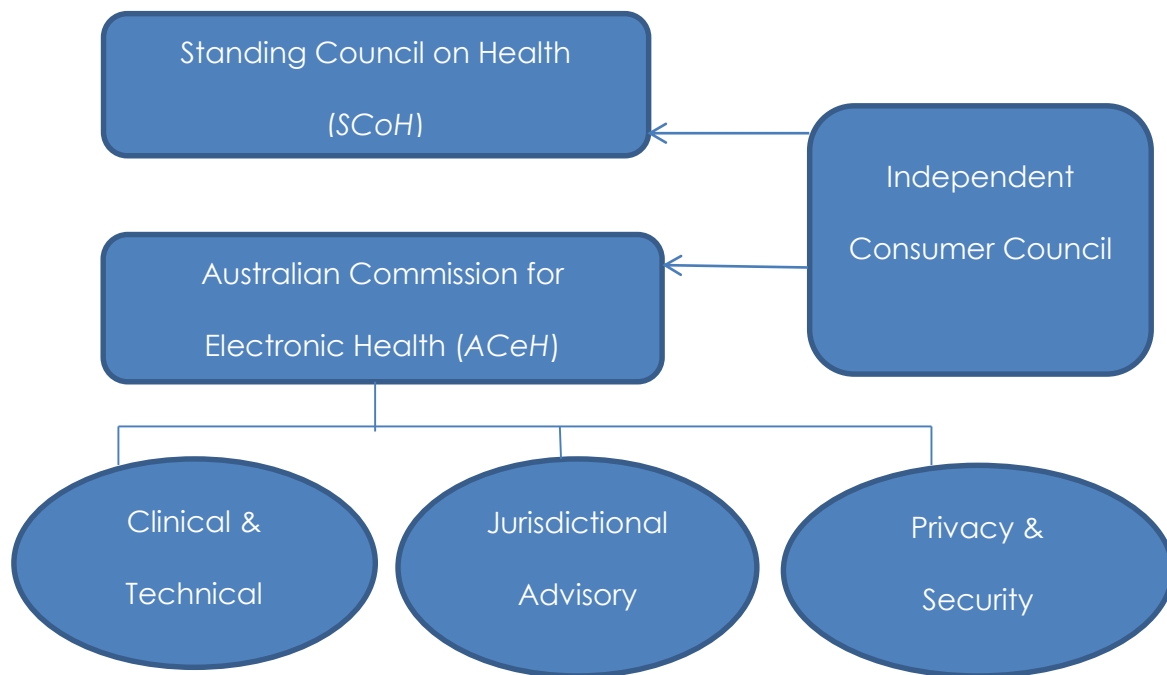 Standing Council on Health
(SCoH)
Independent
Consumer Council
Australian Commission for
Electronic Health (ACeH)
Clinical &
Technical
Jurisdictional
Advisory
Privacy &
Security